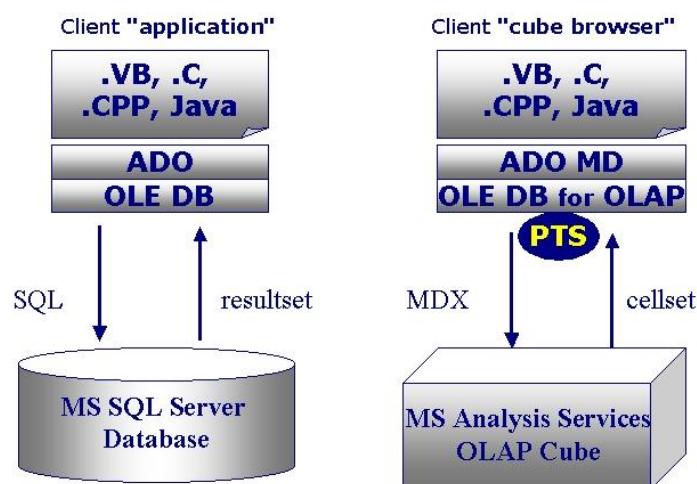 Client "application"
.VB, .C,
.CPP, Java
ADO
OLE DB
SQL
resultset
MS SQL Server
Database
Client "cube browser"
.VB, .C,
.CPP, Java
ADO MD
OLE DB for OLAP
PTS
MDX
cellset
MS Analysis Services
OLAP Cube